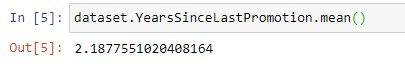 In [5]: dataset.YearsSinceLastPromotion.mean()
Out[5]: 2.1877551020408164